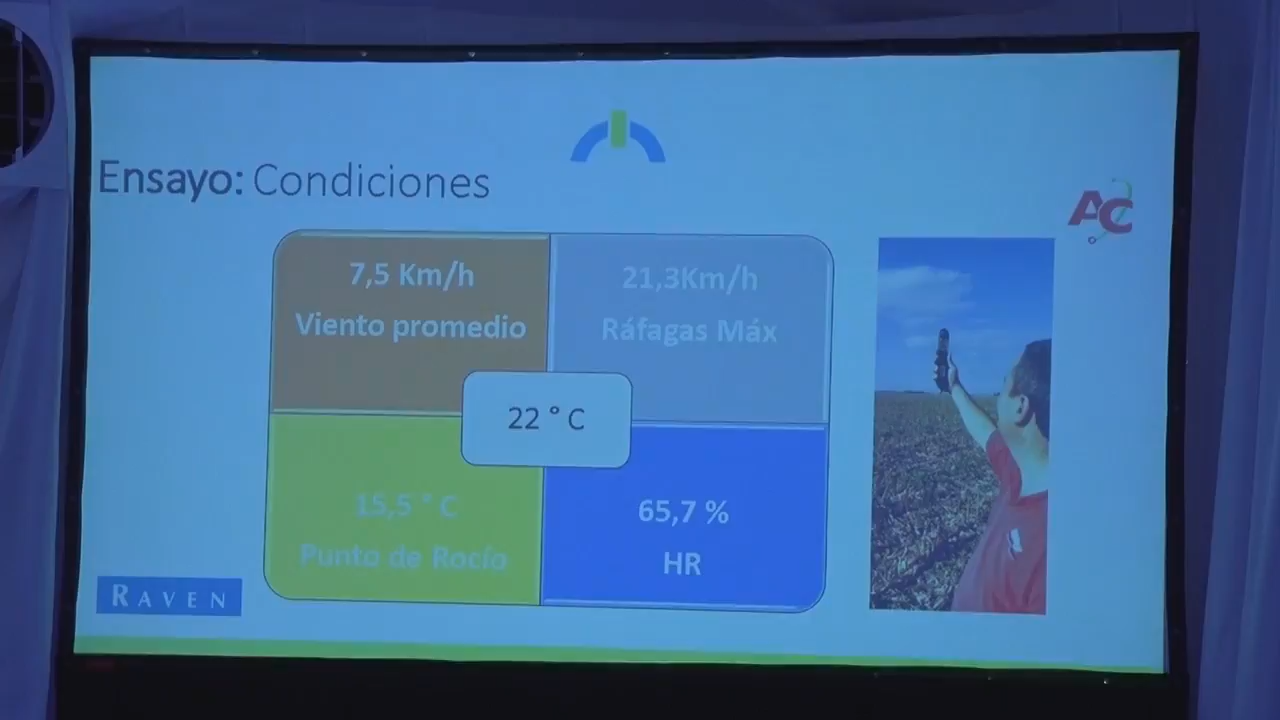 Ensayo: Condiciones
AC
7,5 Km/h
Viento promedio
21,3Km/h
Ráfagas Máx
22 ° C
15,5 ° C
Punto de Rocío
65,7 %
HR
RAVEN